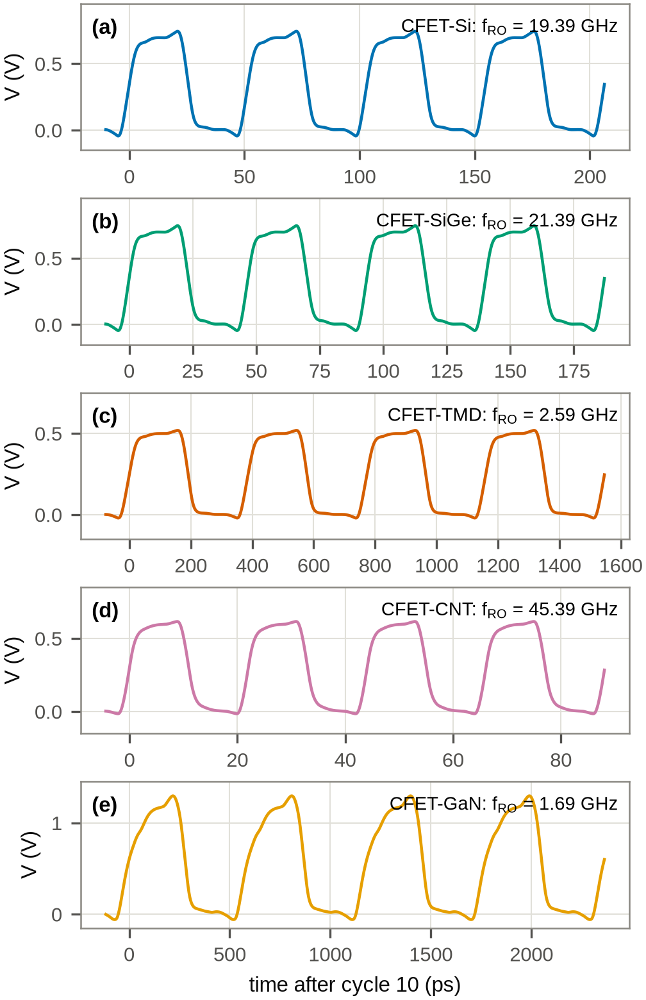 (a) CFET-Si: fRO = 19.39 GHz
V (V)
0.5
0.0
0 50 100 150 200
(b) CFET-SiGe: fRO = 21.39 GHz
V (V)
0.5
0.0
0 25 50 75 100 125 150 175
(c) CFET-TMD: fRO = 2.59 GHz
V (V)
0.5
0.0
0 200 400 600 800 1000 1200 1400 1600
(d) CFET-CNT: fRO = 45.39 GHz
V (V)
0.5
0.0
0 20 40 60 80
(e) CFET-GaN: fRO = 1.69 GHz
V (V)
1
0
0 500 1000 1500 2000
time after cycle 10 (ps)